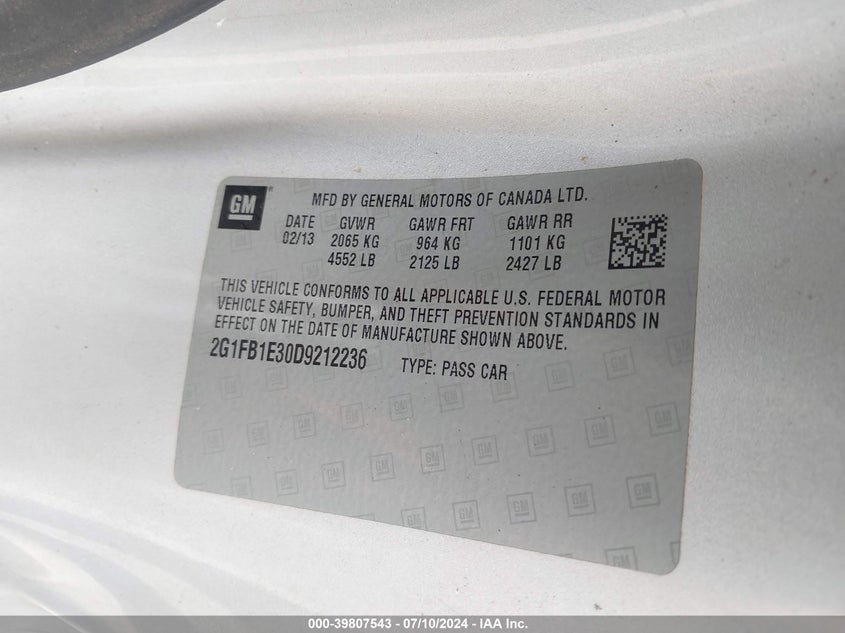 GM
MFD BY GENERAL MOTORS OF CANADA LTD.
DATE GVWR GAWR FRT GAWR RR
02/13 2065 KG 964 KG 1101 KG
4552 LB 2125 LB 2427 LB
THIS VEHICLE CONFORMS TO ALL APPLICABLE U.S. FEDERAL MOTOR
VEHICLE SAFETY, BUMPER, AND THEFT PREVENTION STANDARDS IN
EFFECT ON THE DATE OF MANUFACTURE SHOWN ABOVE.
2G1FB1E30D9212236 TYPE: PASS CAR
000-39807543 - 07/10/2024 - IAA Inc.